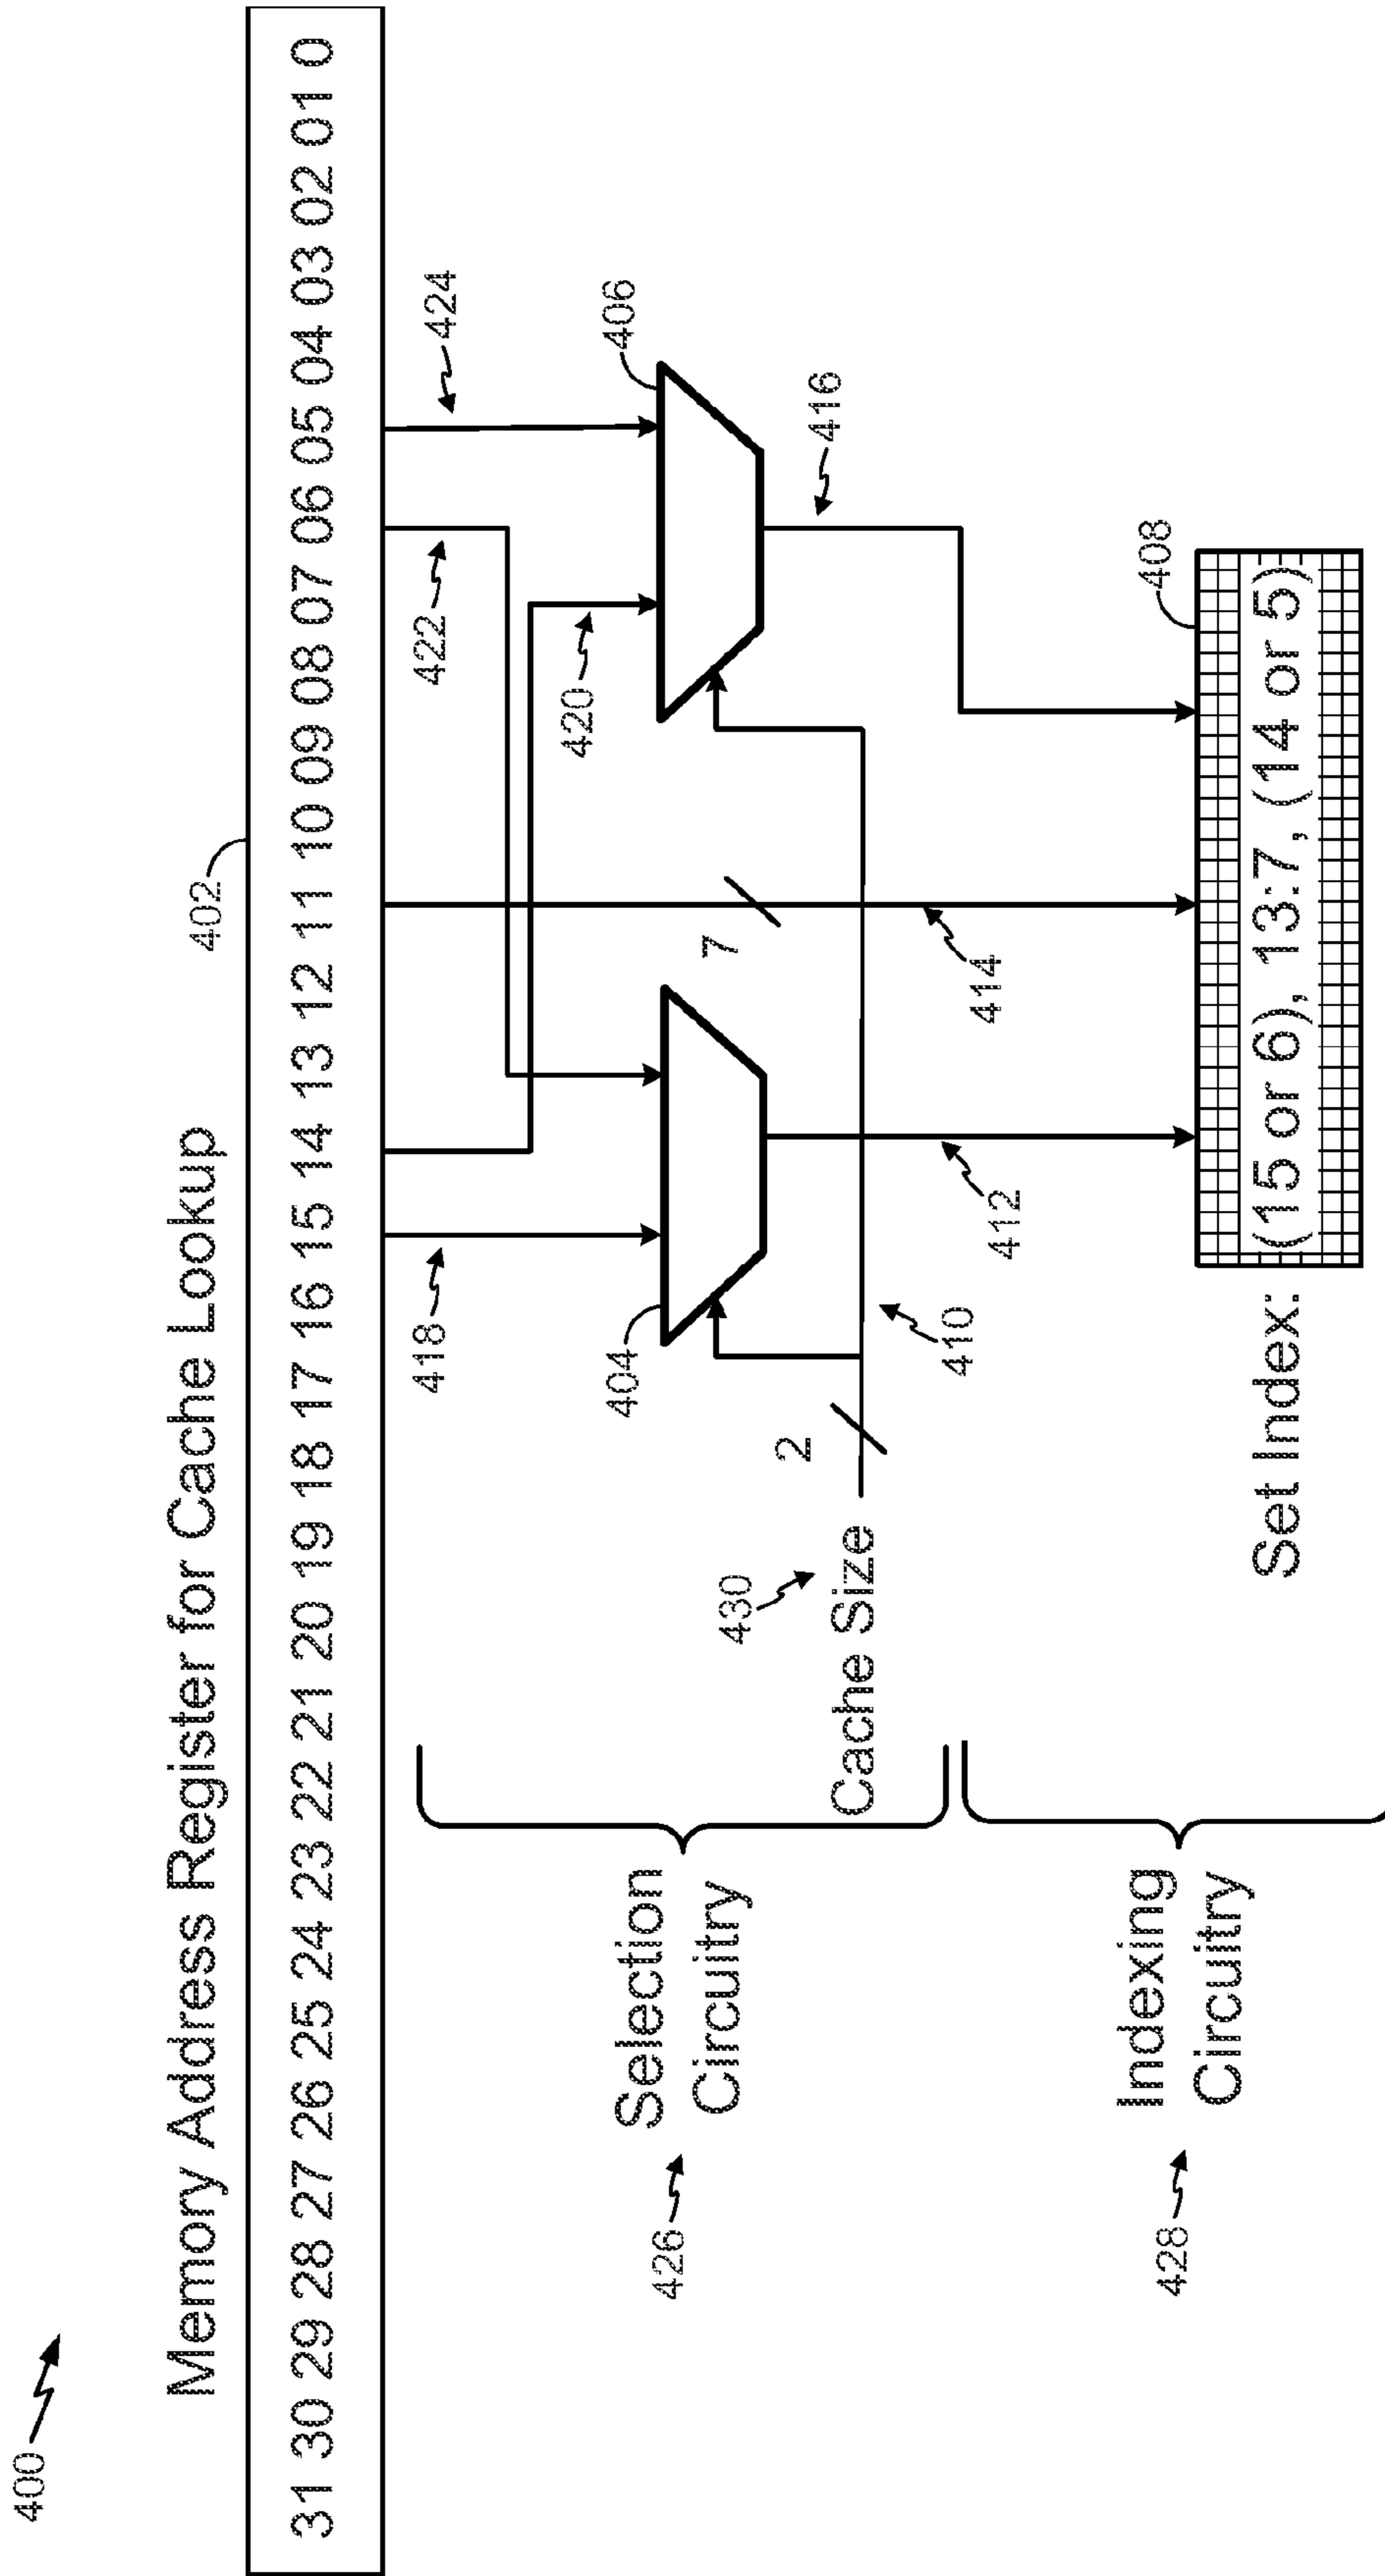 400
Memory Address Register for Cache Lookup
402
31 30 29 28 27 26 25 24 23 22 21 20 19 18 17 16 15 14 13 12 11 10 09 08 07 06 05 04 03 02 01 0
418
422
424
420
404
406
7
2
416
426
Selection
Circuitry
430
Cache Size
410
412
414
428
Indexing
Circuitry
408
Set Index:
(15 or 6), 13:7, (14 or 5)